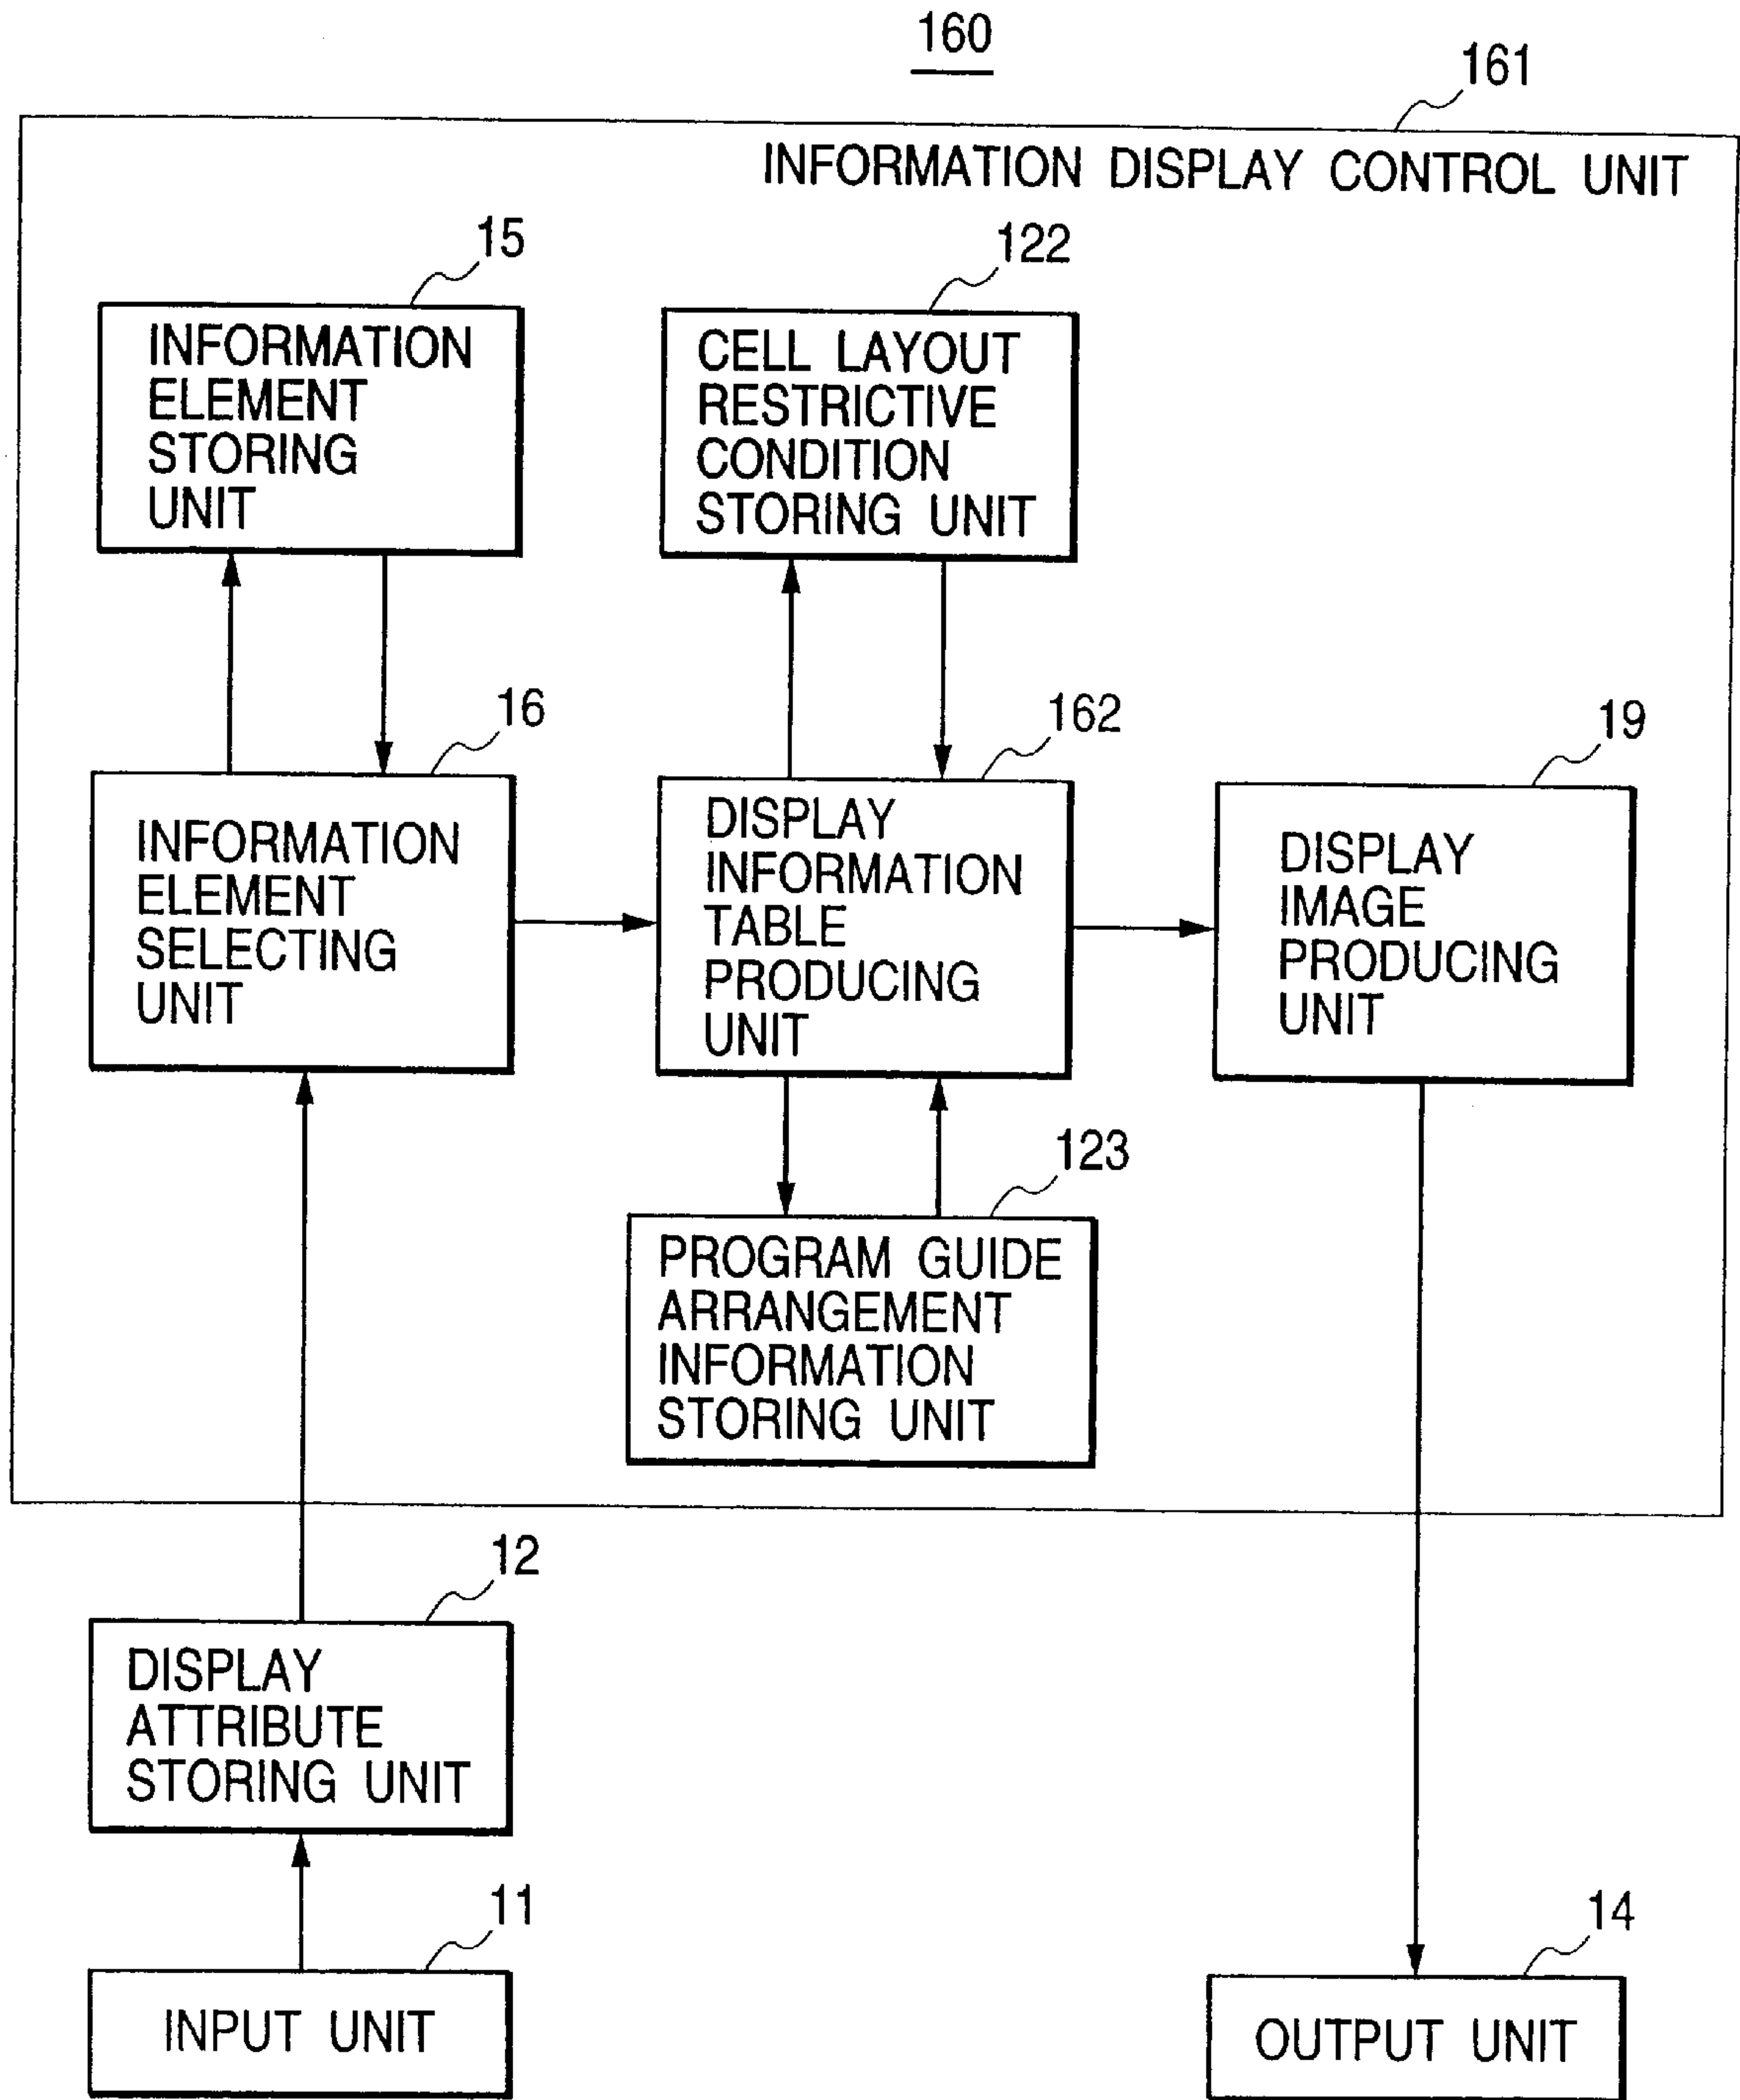 160
161
INFORMATION DISPLAY CONTROL UNIT
15
INFORMATION
ELEMENT
STORING
UNIT
122
CELL LAYOUT
RESTRICTIVE
CONDITION
STORING UNIT
16
INFORMATION
ELEMENT
SELECTING
UNIT
162
DISPLAY
INFORMATION
TABLE
PRODUCING
UNIT
19
DISPLAY
IMAGE
PRODUCING
UNIT
123
PROGRAM GUIDE
ARRANGEMENT
INFORMATION
STORING UNIT
12
DISPLAY
ATTRIBUTE
STORING UNIT
11
INPUT UNIT
14
OUTPUT UNIT